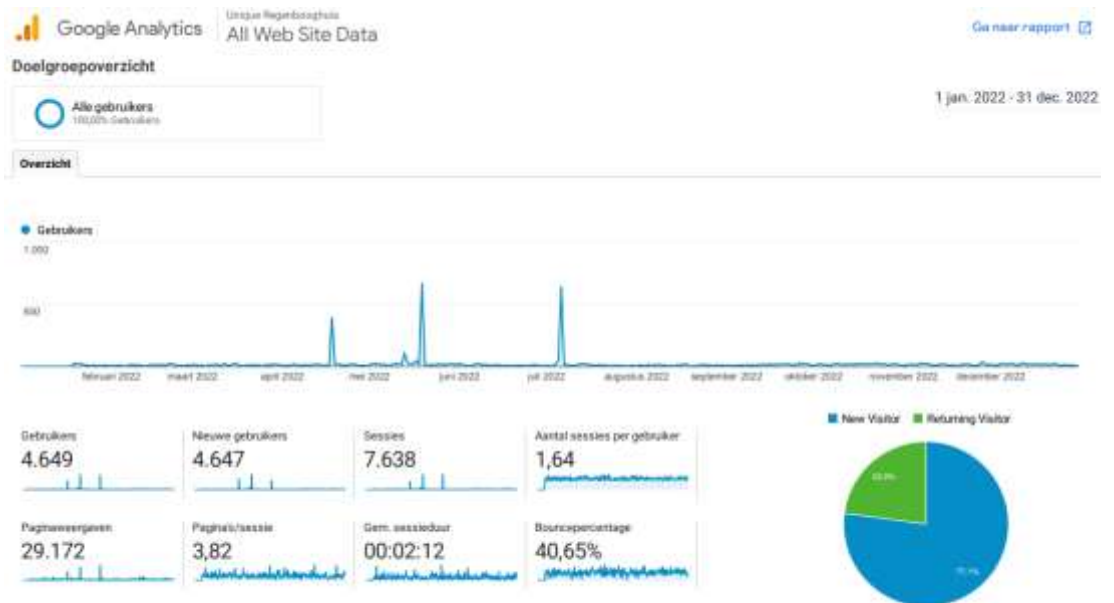 Google Analytics
Unique Regenbooghuis
All Web Site Data
Ga naar rapport
Doelgroepoverzicht
Alle gebruikers
100,00% Gebruikers
1 jan. 2022 - 31 dec. 2022
Overzicht
Gebruikers
1.000
500
februari 2022 maart 2022 april 2022 mei 2022 juni 2022 juli 2022 augustus 2022 september 2022 oktober 2022 november 2022 december 2022
New Visitor Returning Visitor
Gebruikers
4.649
Nieuwe gebruikers
4.647
Sessies
7.638
Aantal sessies per gebruiker
1,64
Paginaweergaven
29.172
Pagina's/sessie
3,82
Gem. sessieduur
00:02:12
Bouncepercentage
40,65%